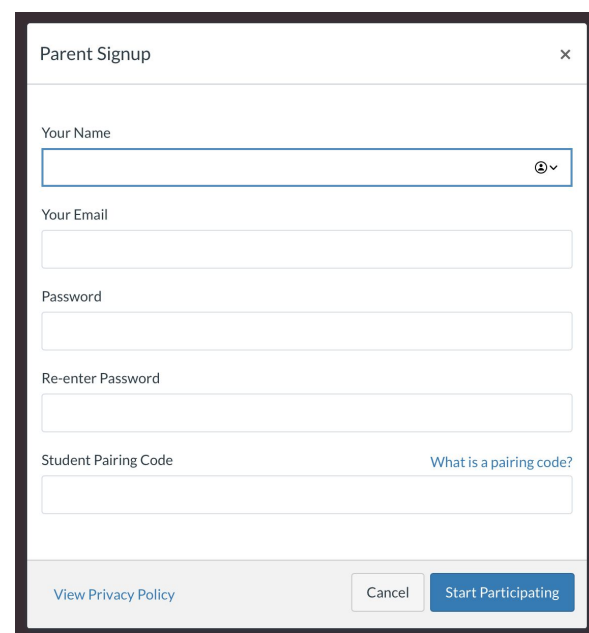 Parent Signup ×
Your Name
Your Email
Password
Re-enter Password
Student Pairing Code What is a pairing code?
View Privacy Policy Cancel Start Participating